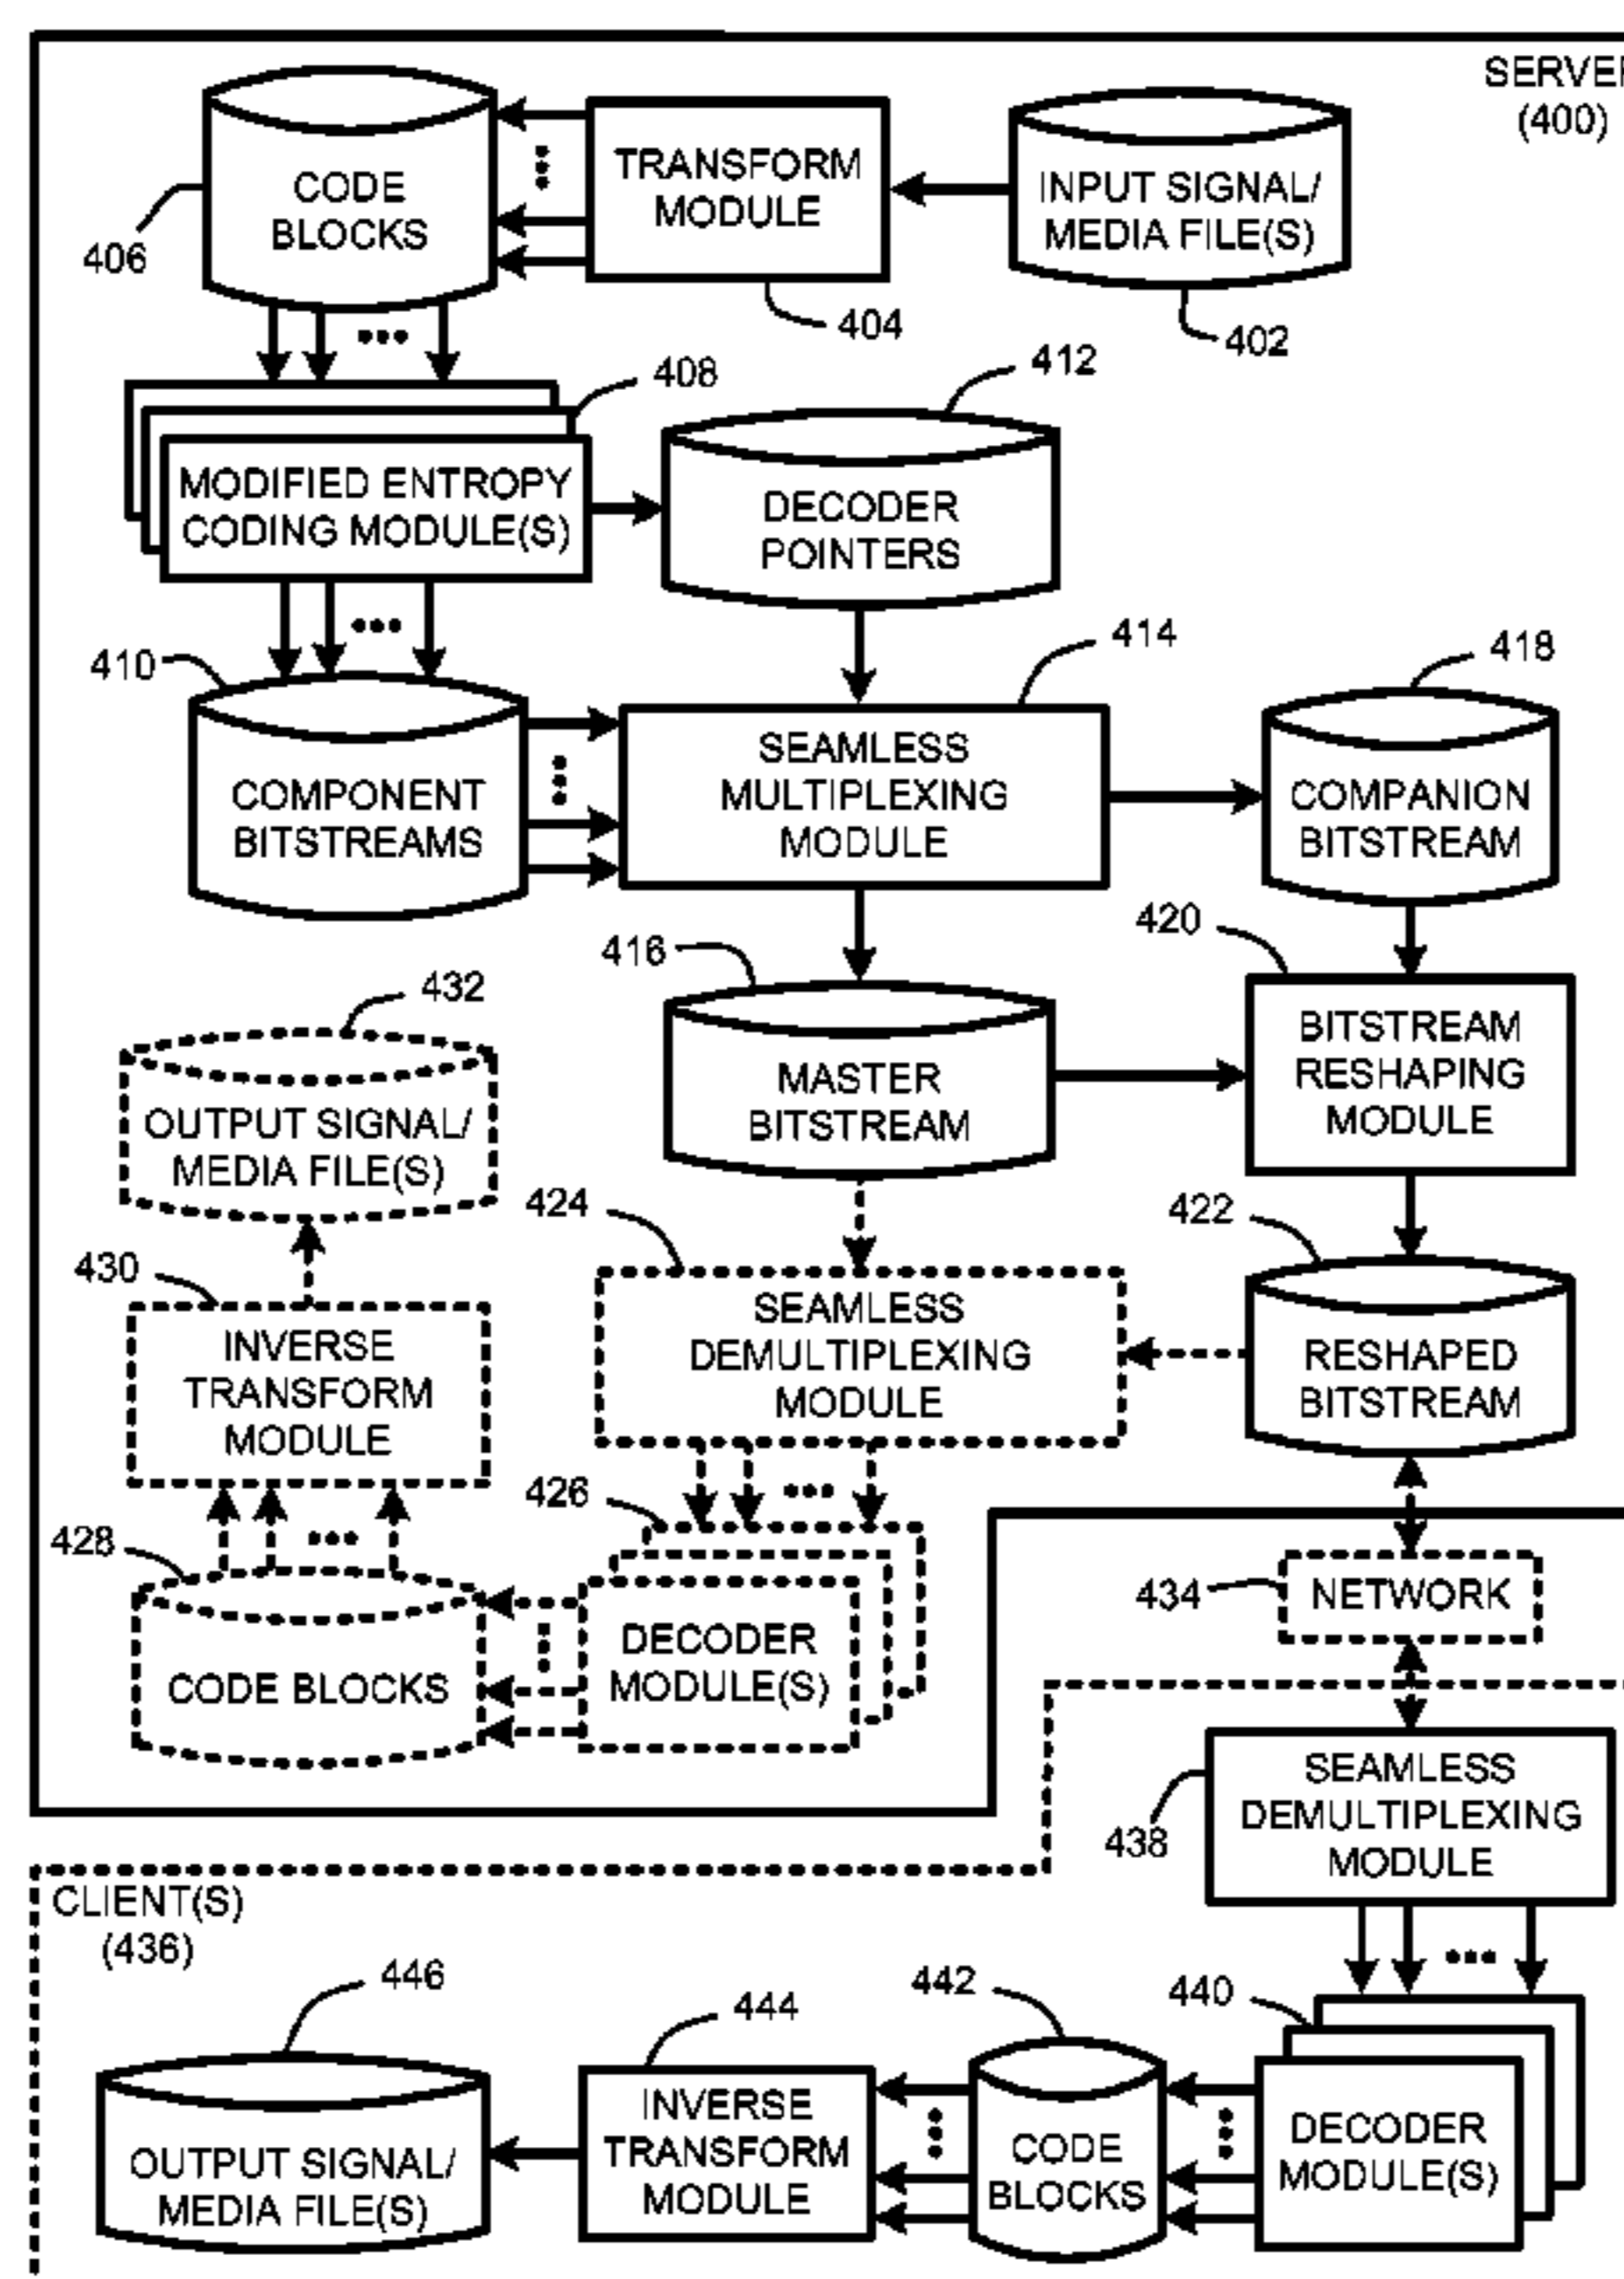 SERVER
(400)
CODE
BLOCKS
406
TRANSFORM
MODULE
404
INPUT SIGNAL/
MEDIA FILE(S)
402
408
MODIFIED ENTROPY
CODING MODULE(S)
412
DECODER
POINTERS
410
COMPONENT
BITSTREAMS
414
SEAMLESS
MULTIPLEXING
MODULE
418
COMPANION
BITSTREAM
416
MASTER
BITSTREAM
420
BITSTREAM
RESHAPING
MODULE
432
OUTPUT SIGNAL/
MEDIA FILE(S)
424
SEAMLESS
DEMULTIPLEXING
MODULE
422
RESHAPED
BITSTREAM
430
INVERSE
TRANSFORM
MODULE
428
CODE BLOCKS
426
DECODER
MODULE(S)
434
NETWORK
438
SEAMLESS
DEMULTIPLEXING
MODULE
CLIENT(S)
(436)
446
OUTPUT SIGNAL/
MEDIA FILE(S)
444
INVERSE
TRANSFORM
MODULE
442
CODE
BLOCKS
440
DECODER
MODULE(S)